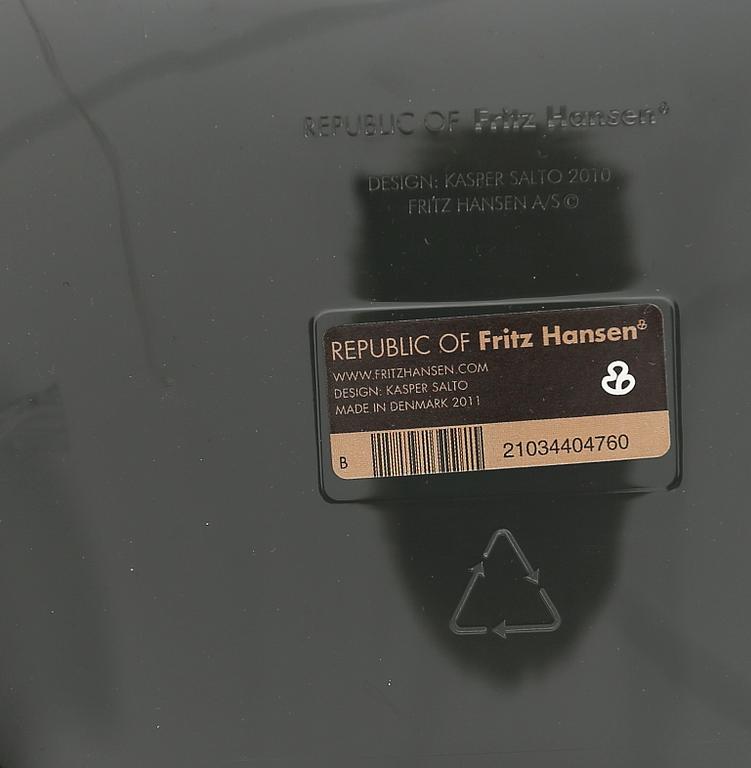 REPUBLIC OF Fritz Hansen®
DESIGN: KASPER SALTO 2010
FRITZ HANSEN A/S ©
REPUBLIC OF Fritz Hansen
WWW.FRITZHANSEN.COM
DESIGN: KASPER SALTO
MADE IN DENMARK 2011
B 21034404760